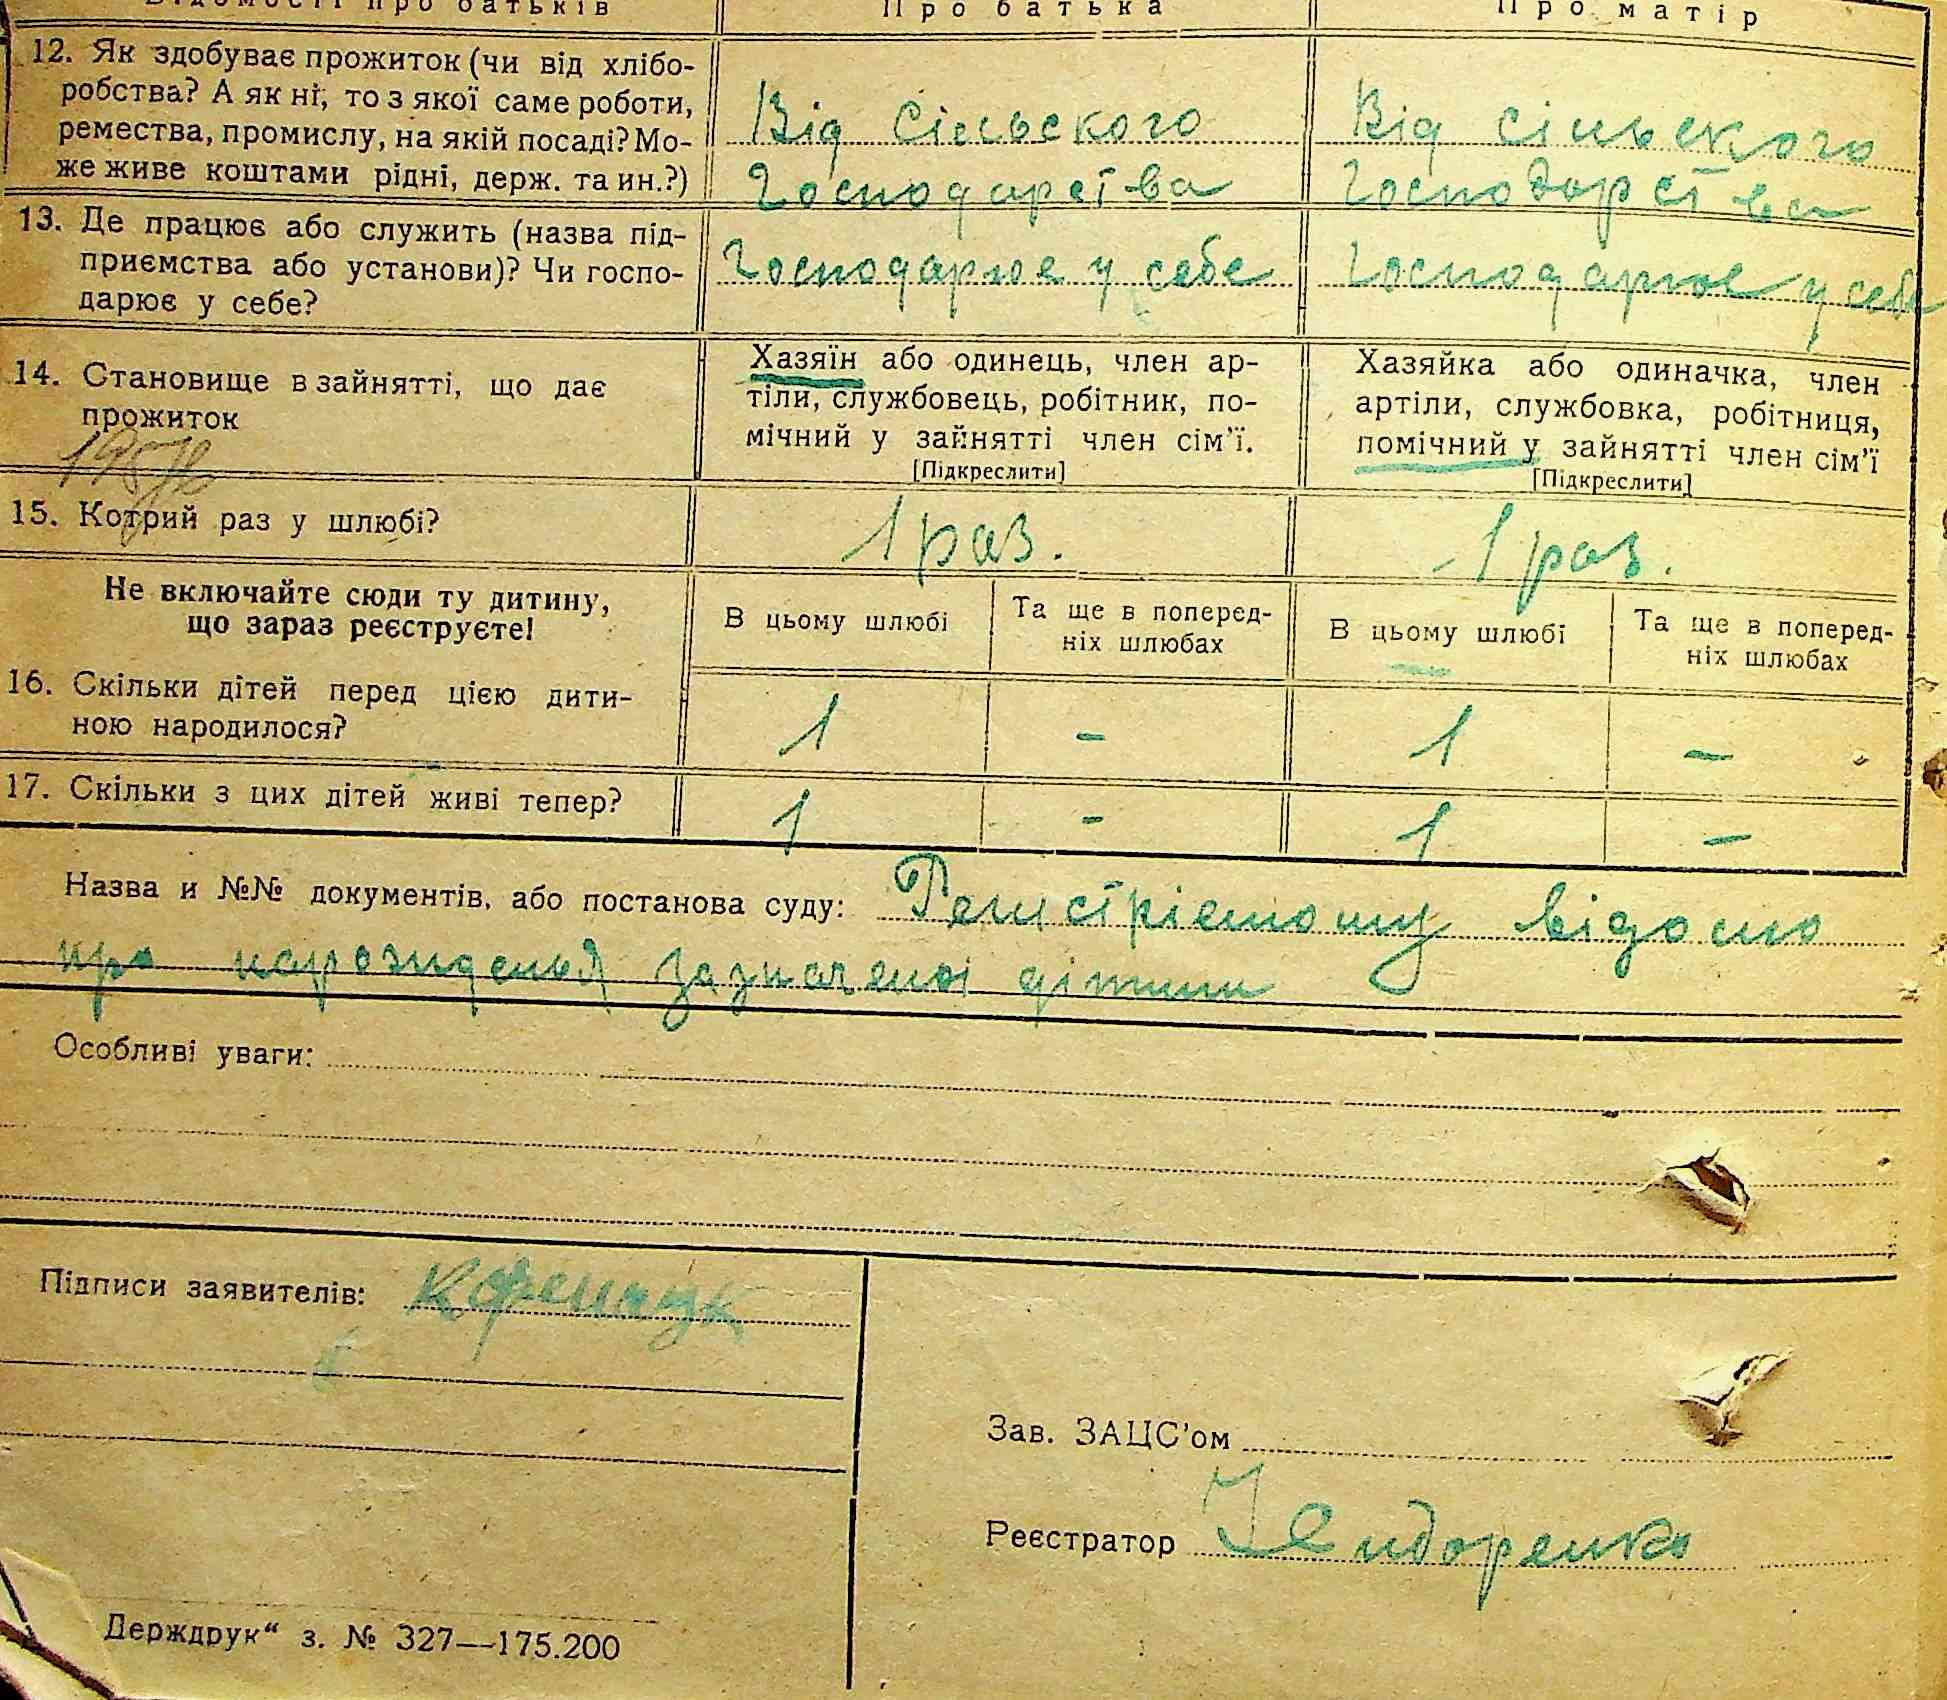 Відомості про батьків Про батька Про матір
12. Як здобуває прожиток (чи від хлібо-
робства? А як ні, то з якої саме роботи,
ремества, промислу, на якій посаді? Мо-
же живе коштами рідні, держ. та ин.?)
Від сільского
Господарства
Від сільского
Господарства
13. Де працює або служить (назва під-
приємства або установи)? Чи госпо-
дарює у себе?
Господарює у себе
Господарює у себе
14. Становище в зайнятті, що дає
прожиток
Хазяїн або одинець, член ар-
тіли, службовець, робітник, по-
мічний у зайнятті член сім'ї.
[Підкреслити]
Хазяйка або одиначка, член
артіли, службовка, робітниця,
помічний у зайнятті член сім'ї
[Підкреслити]
15. Котрий раз у шлюбі?
1 раз.
1 раз.
Не включайте сюди ту дитину,
що зараз реєструєте!
В цьому шлюбі
Та ще в поперед-
ніх шлюбах
В цьому шлюбі
Та ще в поперед-
ніх шлюбах
16. Скільки дітей перед цією дити-
ною народилося?
1 - 1 -
17. Скільки з цих дітей живі тепер?
1 - 1 -
Назва и №№ документів, або постанова суду: відомо
про зазначеної дітини
Особливі уваги:
Підписи заявителів:
Зав. ЗАЦС'ом
Реєстратор
Держдрук“ з. № 327—175.200